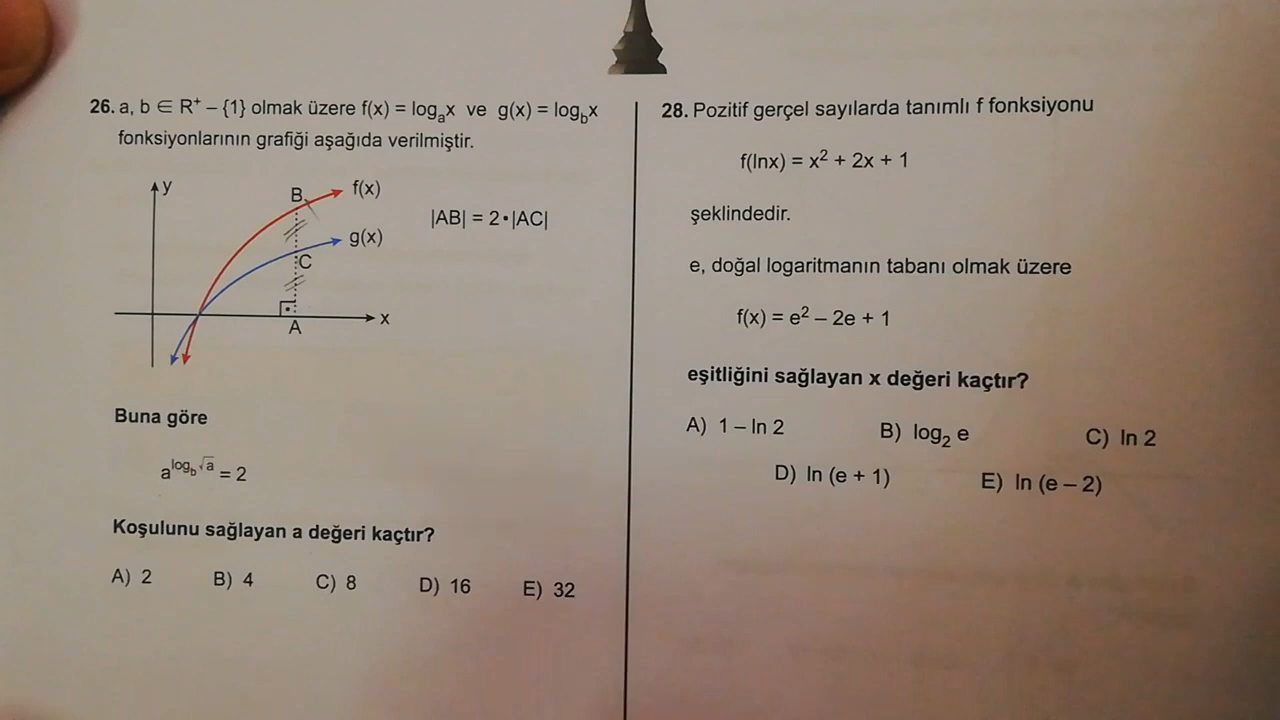 26. a, b ∈ R⁺ – {1} olmak üzere f(x) = logₐx ve g(x) = log_b x
fonksiyonlarının grafiği aşağıda verilmiştir.
y
B
f(x)
|AB| = 2•|AC|
g(x)
C
A
x
Buna göre
a^(log_b √a) = 2
Koşulunu sağlayan a değeri kaçtır?
A) 2 B) 4 C) 8 D) 16 E) 32
28. Pozitif gerçel sayılarda tanımlı f fonksiyonu
f(lnx) = x² + 2x + 1
şeklindedir.
e, doğal logaritmanın tabanı olmak üzere
f(x) = e² – 2e + 1
eşitliğini sağlayan x değeri kaçtır?
A) 1 – ln 2 B) log₂ e C) ln 2
D) ln (e + 1) E) ln (e – 2)